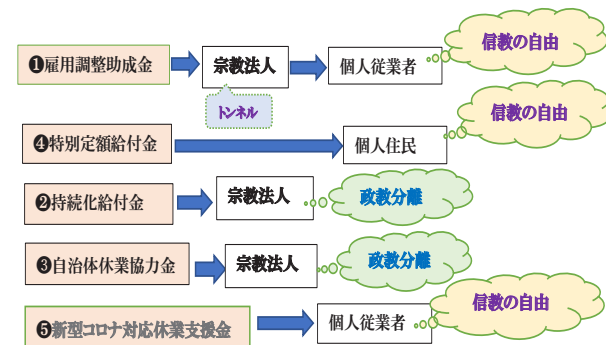 ❶雇用調整助成金
宗教法人
個人従業者
信教の自由
トンネル
❹特別定額給付金
個人住民
信教の自由
❷持続化給付金
宗教法人
政教分離
❸自治体休業協力金
宗教法人
政教分離
❺新型コロナ対応休業支援金
個人従業者
信教の自由